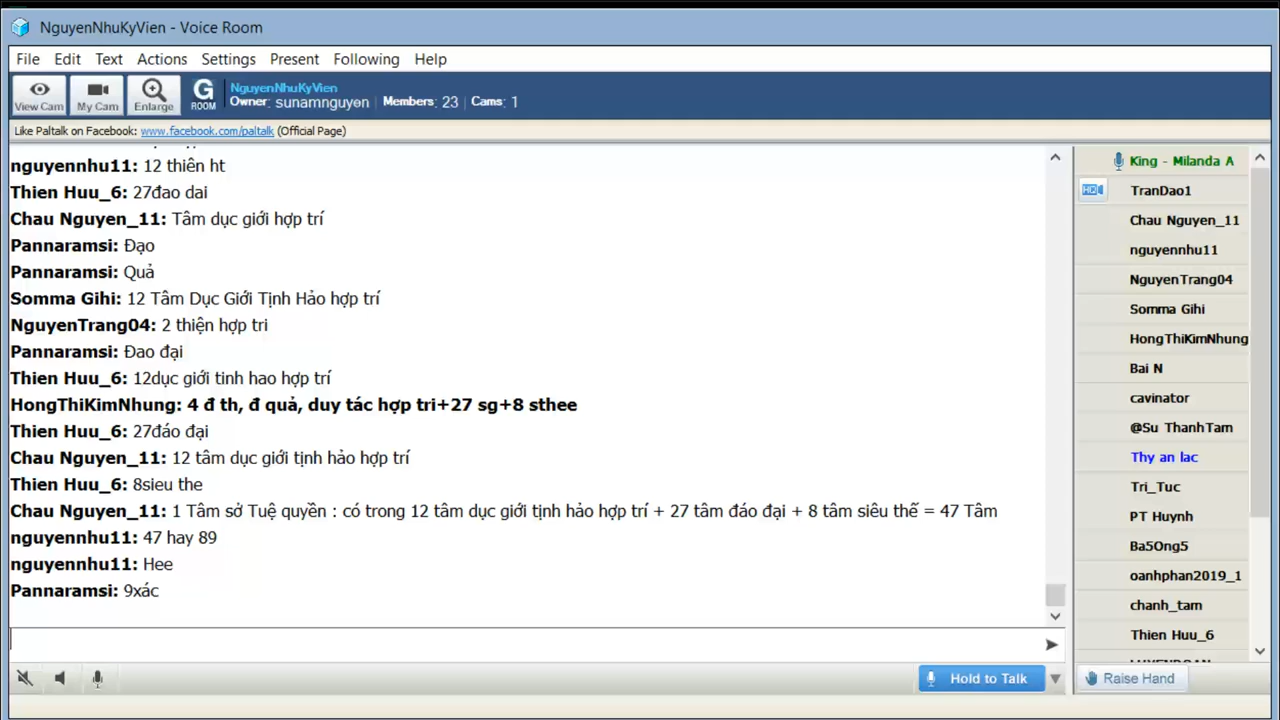 NguyenNhuKyVien - Voice Room
File Edit Text Actions Settings Present Following Help
View Cam My Cam Enlarge G ROOM
NguyenNhuKyVien
Owner: sunamnguyen Members: 23 Cams: 1
Like Paltalk on Facebook: www.facebook.com/paltalk (Official Page)
nguyennhu11: 12 thiên ht
Thien Huu_6: 27đao dai
Chau Nguyen_11: Tâm dục giới hợp trí
Pannaramsi: Đạo
Pannaramsi: Quả
Somma Gihi: 12 Tâm Dục Giới Tịnh Hảo hợp trí
NguyenTrang04: 2 thiện hợp tri
Pannaramsi: Đao đại
Thien Huu_6: 12dục giới tinh hao hợp trí
HongThiKimNhung: 4 đ th, đ quả, duy tác hợp tri+27 sg+8 sthee
Thien Huu_6: 27đáo đại
Chau Nguyen_11: 12 tâm dục giới tịnh hảo hợp trí
Thien Huu_6: 8sieu the
Chau Nguyen_11: 1 Tâm sở Tuệ quyền : có trong 12 tâm dục giới tịnh hảo hợp trí + 27 tâm đáo đại + 8 tâm siêu thế = 47 Tâm
nguyennhu11: 47 hay 89
nguyennhu11: Hee
Pannaramsi: 9xác
Hold to Talk
King - Milanda A
HD
TranDao1
Chau Nguyen_11
nguyennhu11
NguyenTrang04
Somma Gihi
HongThiKimNhung
Bai N
cavinator
@Su ThanhTam
Thy an lac
Tri_Tuc
PT Huynh
Ba5Ong5
oanhphan2019_1
chanh_tam
Thien Huu_6
Raise Hand